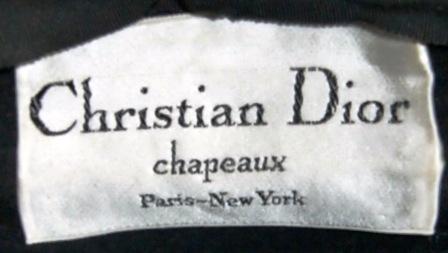 Christian Dior
chapeaux
Paris-New York